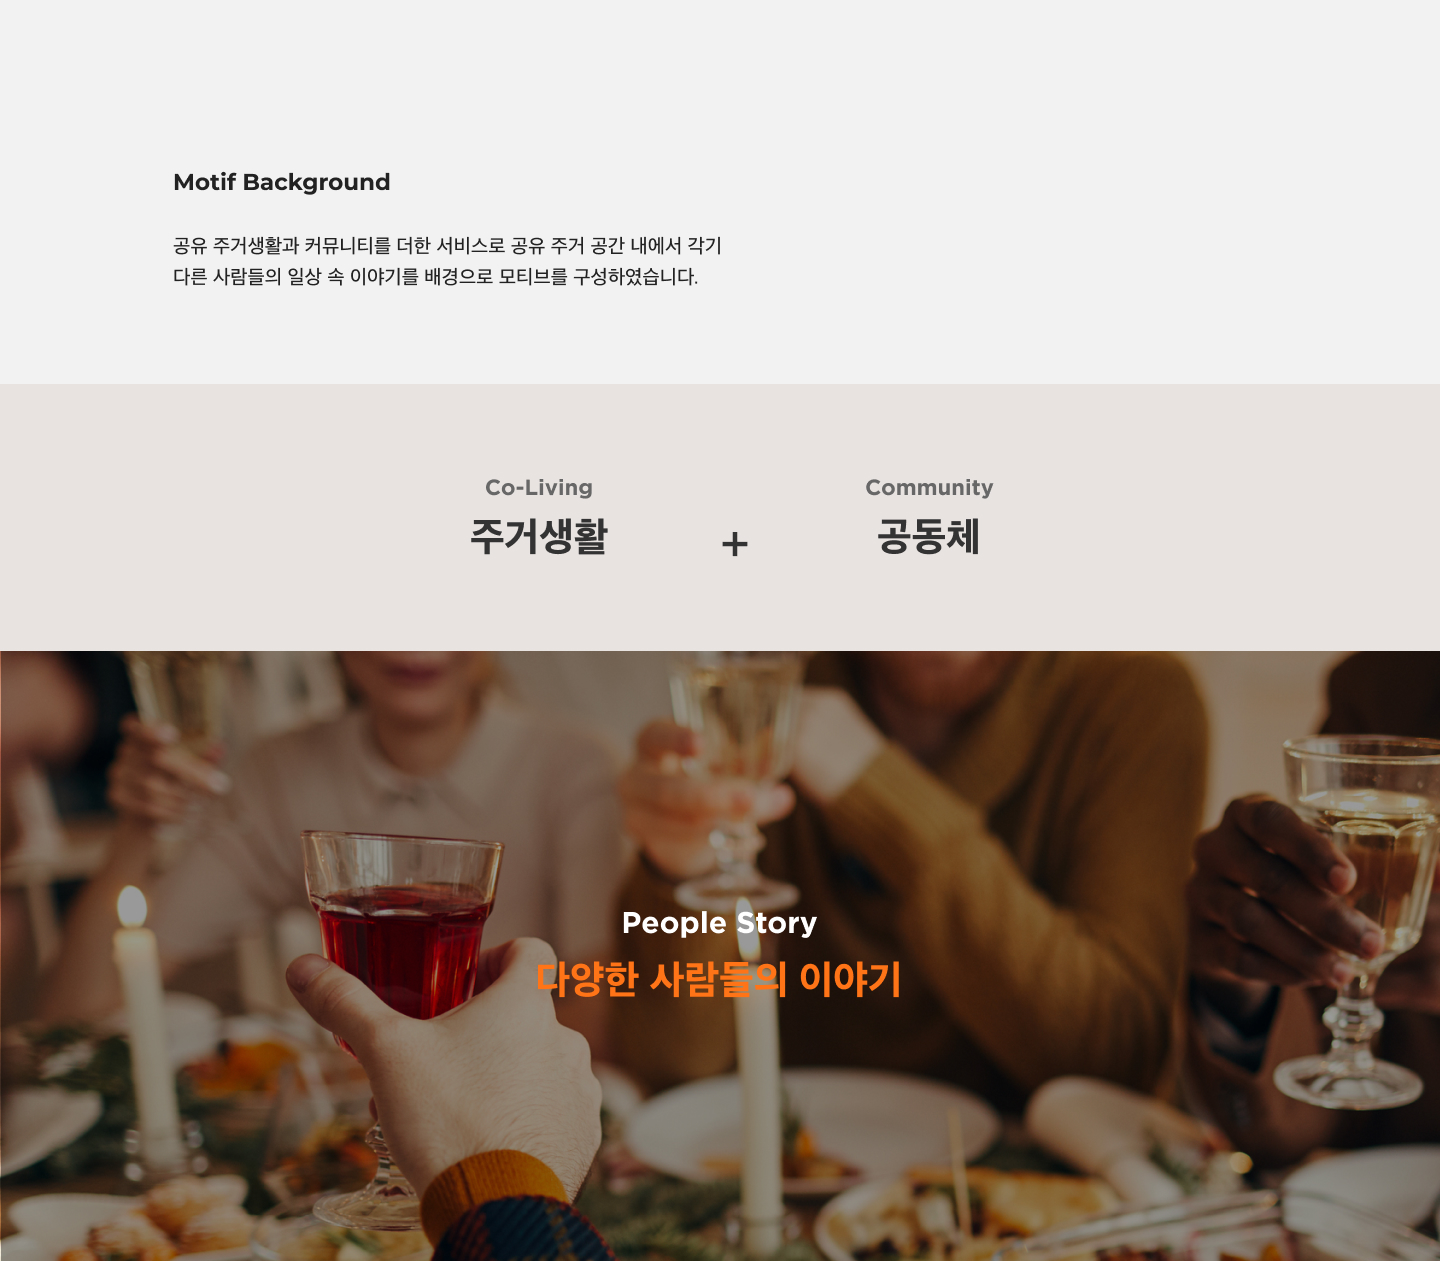 Motif Background
공유 주거생활과 커뮤니티를 더한 서비스로 공유 주거 공간 내에서 각기
다른 사람들의 일상 속 이야기를 배경으로 모티브를 구성하였습니다.
Co-Living
주거생활
+
Community
공동체
People Story
다양한 사람들의 이야기